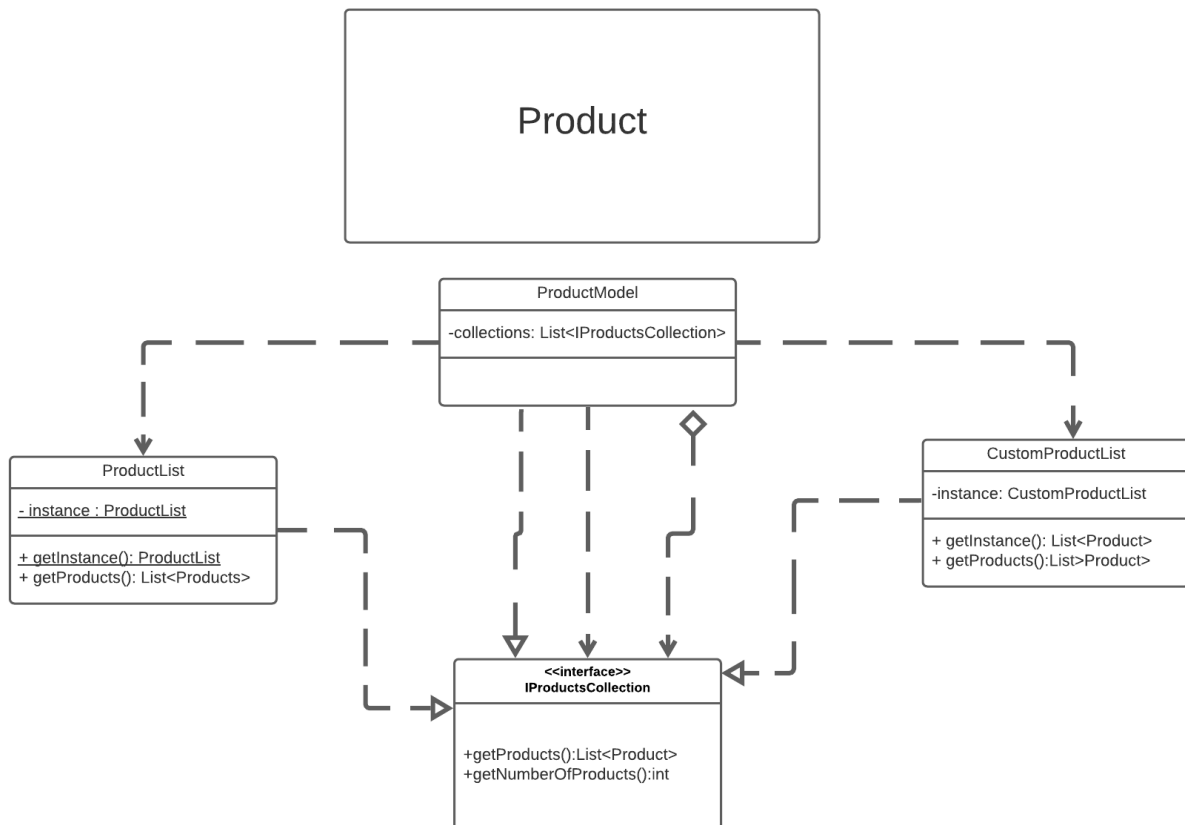 Product
ProductModel
-collections: List<IProductsCollection>
ProductList
- instance : ProductList
+ getInstance(): ProductList
+ getProducts(): List<Products>
CustomProductList
-instance: CustomProductList
+ getInstance(): List<Product>
+ getProducts():List>Product>
<<interface>>
IProductsCollection
+getProducts():List<Product>
+getNumberOfProducts():int